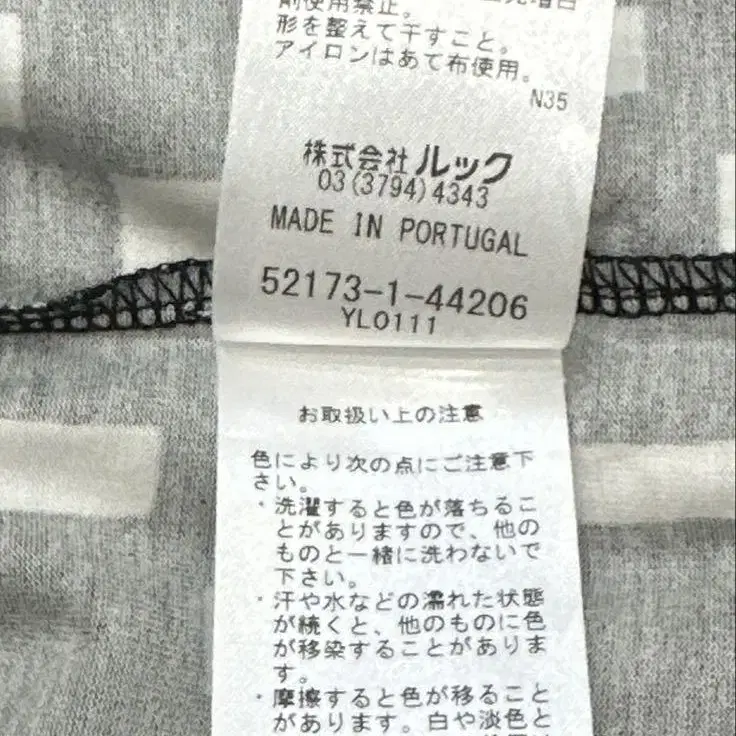 剤使用禁止。
形を整えて干すこと。
アイロンはあて布使用。
N35
株式会社ルック
03(3794)4343
MADE IN PORTUGAL
52173-1-44206
YL0111
お取扱い上の注意
色により次の点にご注意下
さい。
・洗濯すると色が落ちるこ
とがありますので、他の
ものと一緒に洗わないで
下さい。
・汗や水などの濡れた状態
が続くと、他のものに色
が移染することがありま
す。
・摩擦すると色が移ること
があります。白や淡色と